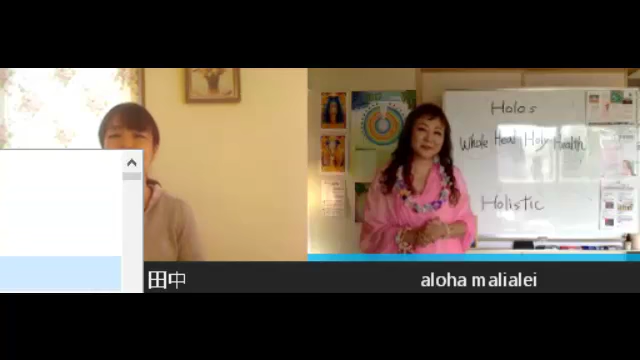 Holos
Whole Heal Holy Health
Holistic
田中
aloha malialei